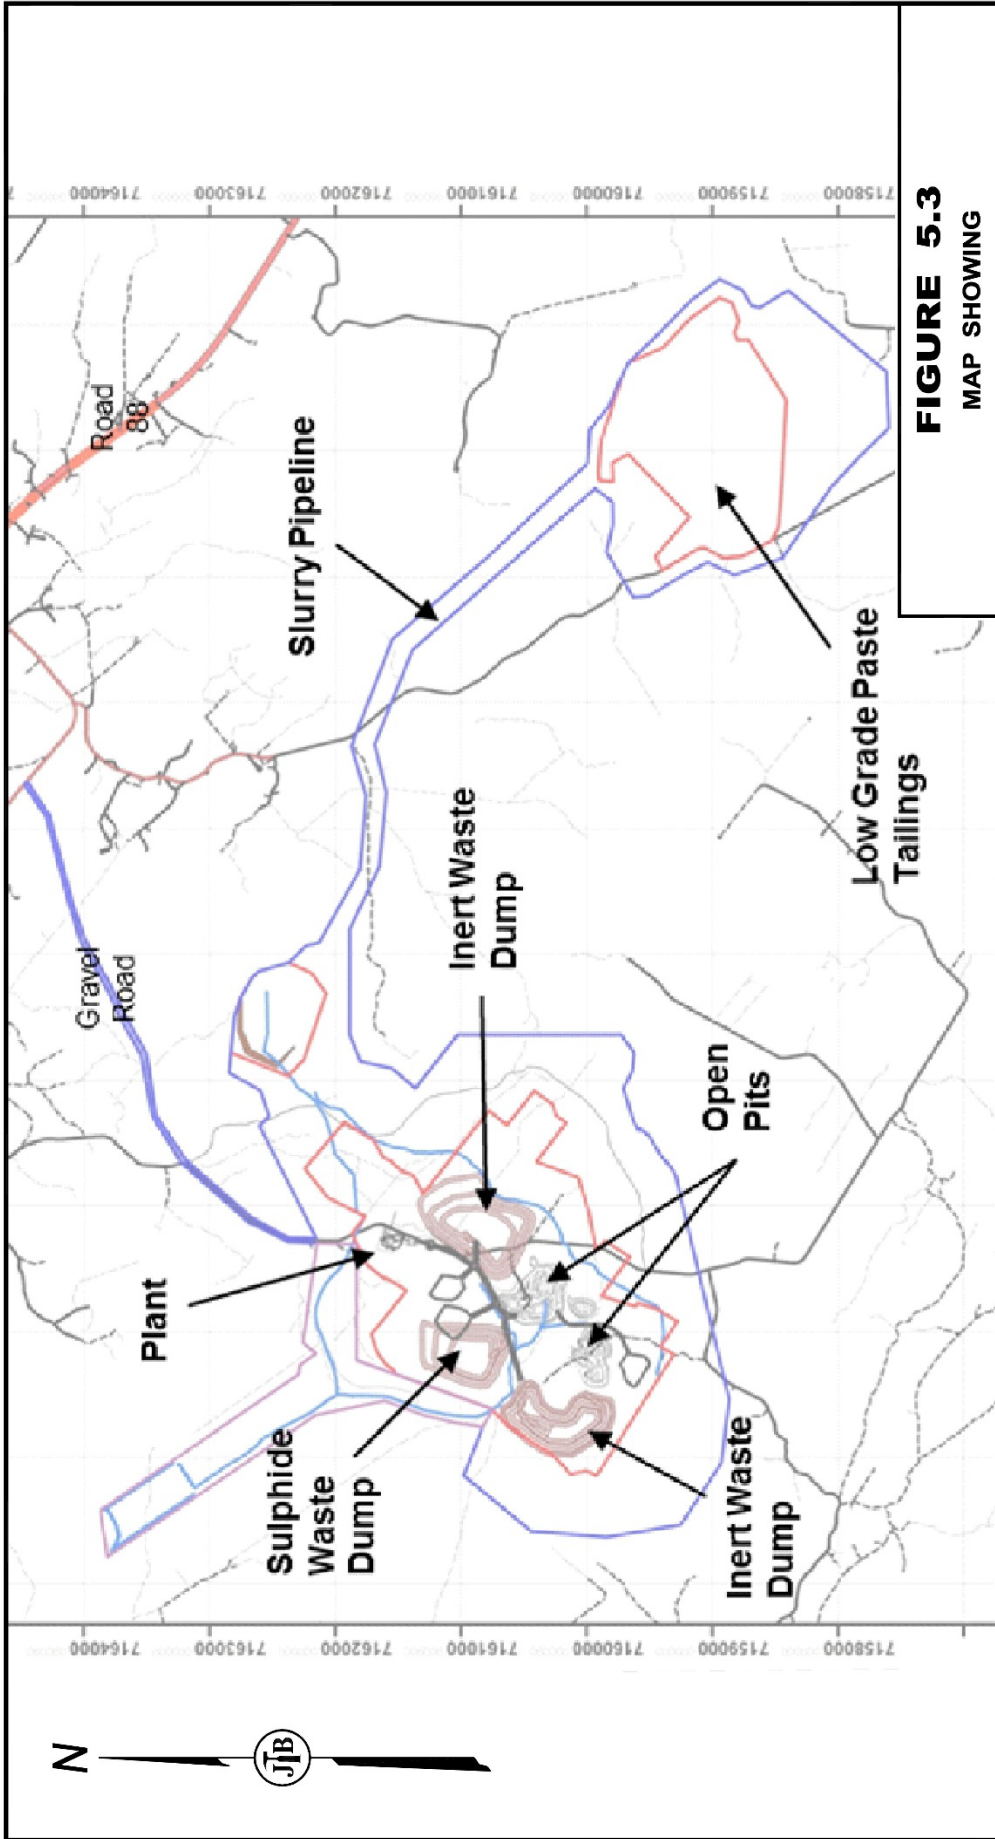 N
JTB
7164000
7163000
7162000
7161000
7160000
7159000
7158000
Sulphide
Waste
Dump
Plant
Gravel
Road
Road
88
Slurry Pipeline
Inert Waste
Dump
Open
Pits
Inert Waste
Dump
Low Grade Paste
Taillings
7164000
7163000
7162000
7161000
7160000
7159000
7158000
FIGURE 5.3
MAP SHOWING